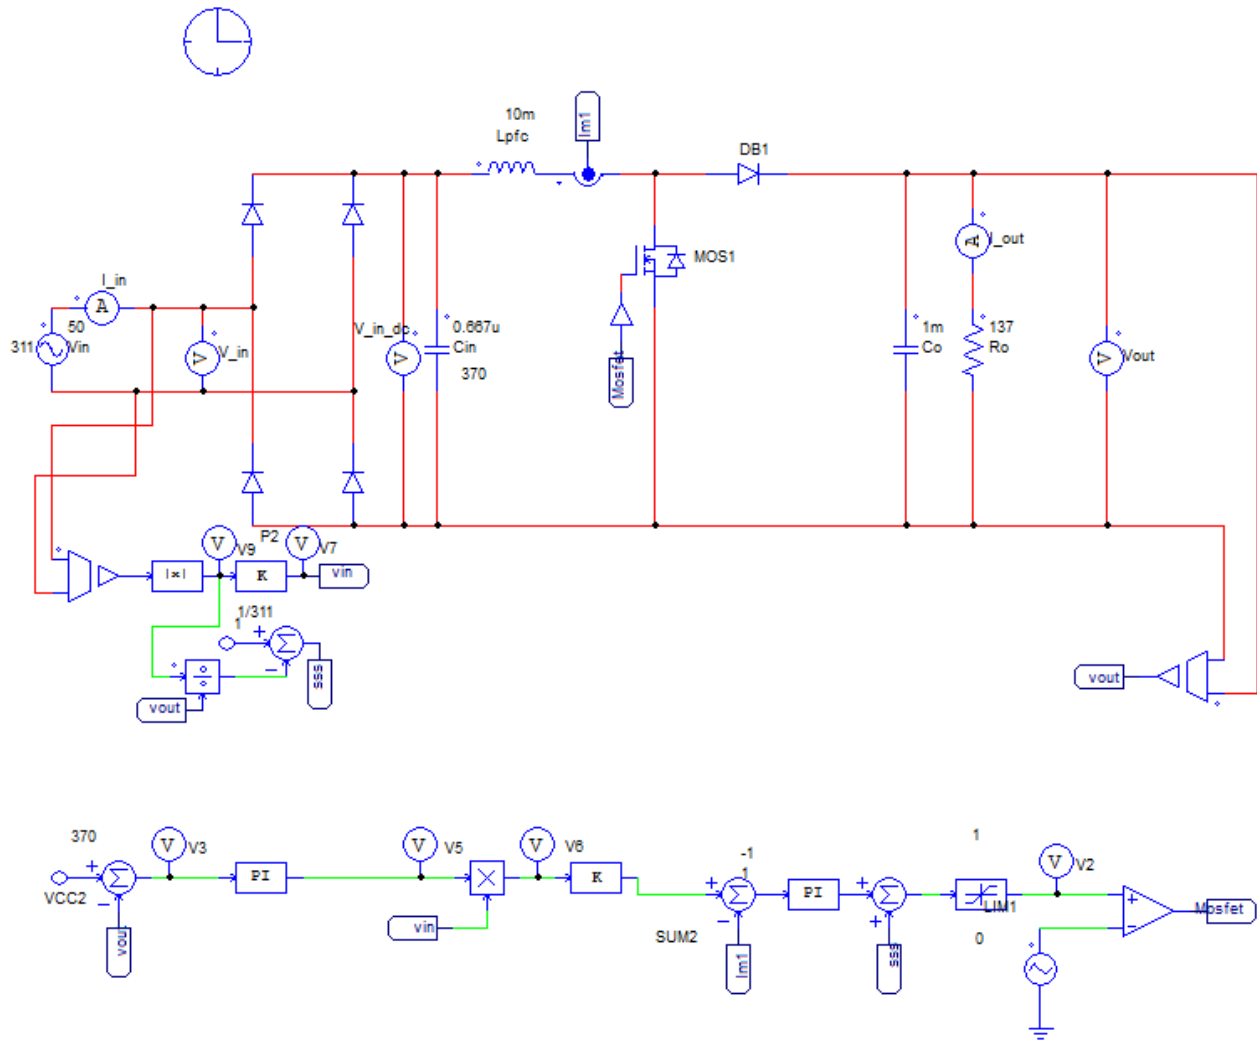 10m
Lpfc
Im1
DB1
MOS1
I_in
A
50
311
Vin
V
V_in
V_in_dc
V
0.667u
Cin
370
Mosfet
1m
Co
A
I_out
137
Ro
V
Vout
V
V9
P2
V
V7
|x|
K
vin
1/311
1
+
Σ
−
sss
÷
vout
vout
370
+
Σ
−
VCC2
vout
V
V3
PI
V
V5
X
vin
V
V6
K
-1
1
+
Σ
−
SUM2
Im1
PI
+
Σ
+
sss
1
LIM1
0
V
V2
+
−
Mosfet